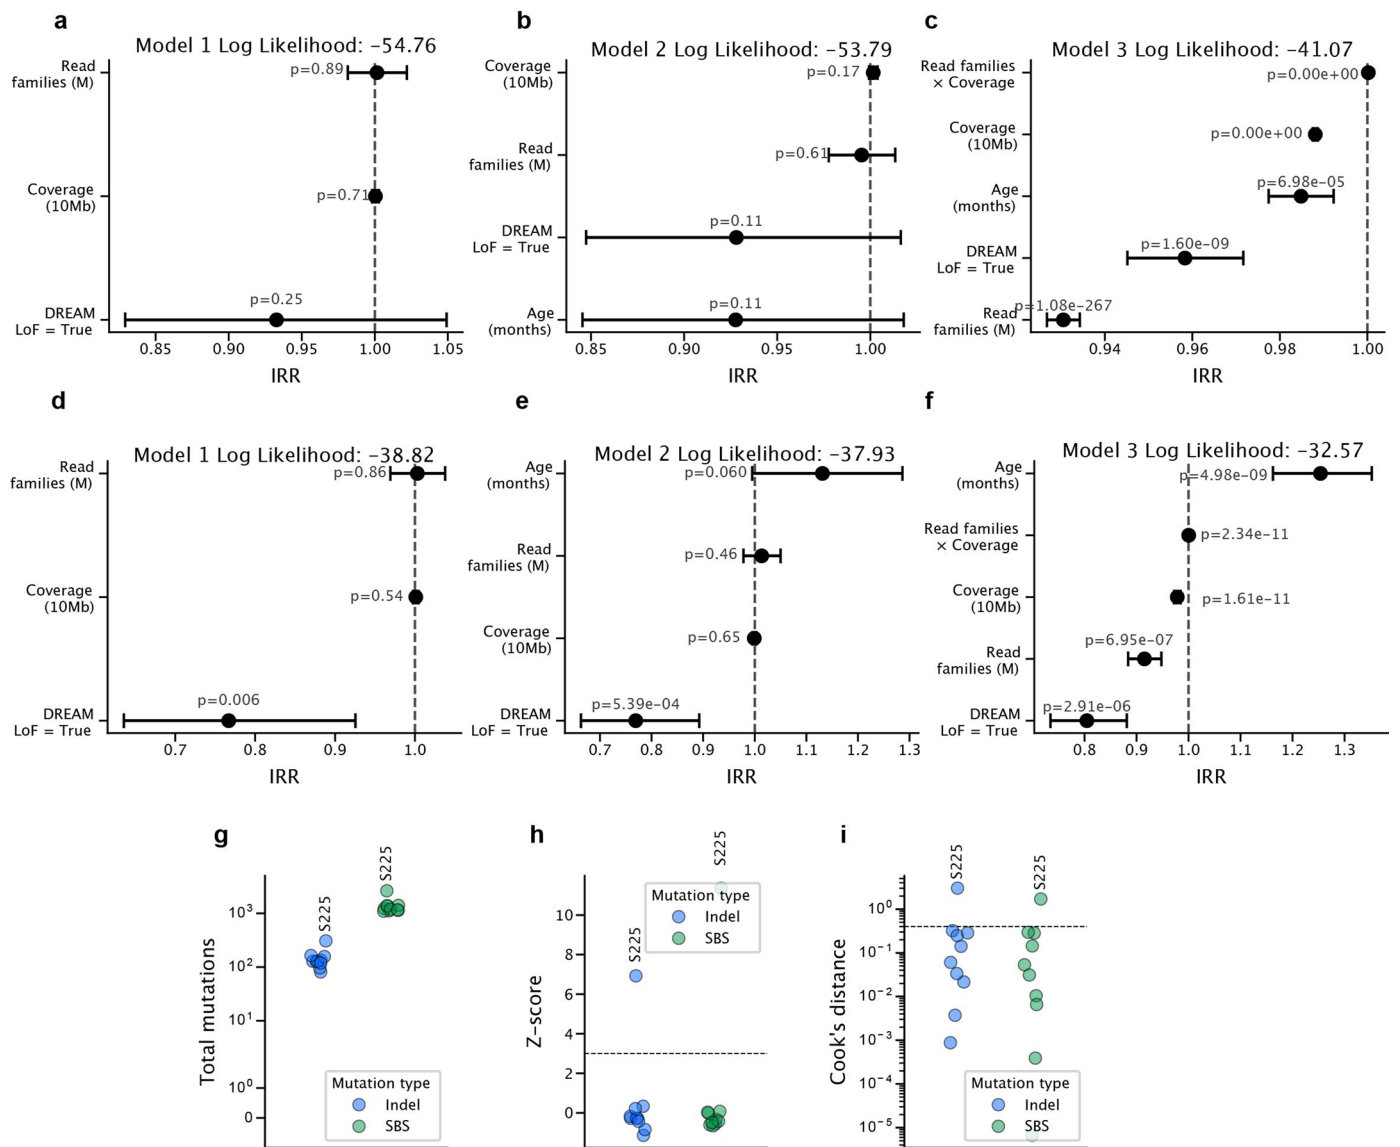 a
Model 1 Log Likelihood: −54.76
Read
families (M)
p=0.89
Coverage
(10Mb)
p=0.71
DREAM
LoF = True
p=0.25
0.85 0.90 0.95 1.00 1.05
IRR
b
Model 2 Log Likelihood: −53.79
Coverage
(10Mb)
p=0.17
Read
families (M)
p=0.61
DREAM
LoF = True
p=0.11
Age
(months)
p=0.11
0.85 0.90 0.95 1.00
IRR
c
Model 3 Log Likelihood: −41.07
Read families
× Coverage
p=0.00e+00
Coverage
(10Mb)
p=0.00e+00
Age
(months)
p=6.98e−05
DREAM
LoF = True
p=1.60e−09
Read
families (M)
p=1.08e−267
0.94 0.96 0.98 1.00
IRR
d
Model 1 Log Likelihood: −38.82
Read
families (M)
p=0.86
Coverage
(10Mb)
p=0.54
DREAM
LoF = True
p=0.006
0.7 0.8 0.9 1.0
IRR
e
Model 2 Log Likelihood: −37.93
Age
(months)
p=0.060
Read
families (M)
p=0.46
Coverage
(10Mb)
p=0.65
DREAM
LoF = True
p=5.39e−04
0.7 0.8 0.9 1.0 1.1 1.2 1.3
IRR
f
Model 3 Log Likelihood: −32.57
Age
(months)
p=4.98e−09
Read families
× Coverage
p=2.34e−11
Coverage
(10Mb)
p=1.61e−11
Read
families (M)
p=6.95e−07
DREAM
LoF = True
p=2.91e−06
0.8 0.9 1.0 1.1 1.2 1.3
IRR
g
Total mutations
10³
10²
10¹
10⁰
0
S225
S225
Mutation type
Indel
SBS
h
Z-score
10
8
6
4
2
0
S225
S225
Mutation type
Indel
SBS
i
Cook's distance
10⁰
10⁻¹
10⁻²
10⁻³
10⁻⁴
10⁻⁵
S225
S225
Mutation type
Indel
SBS